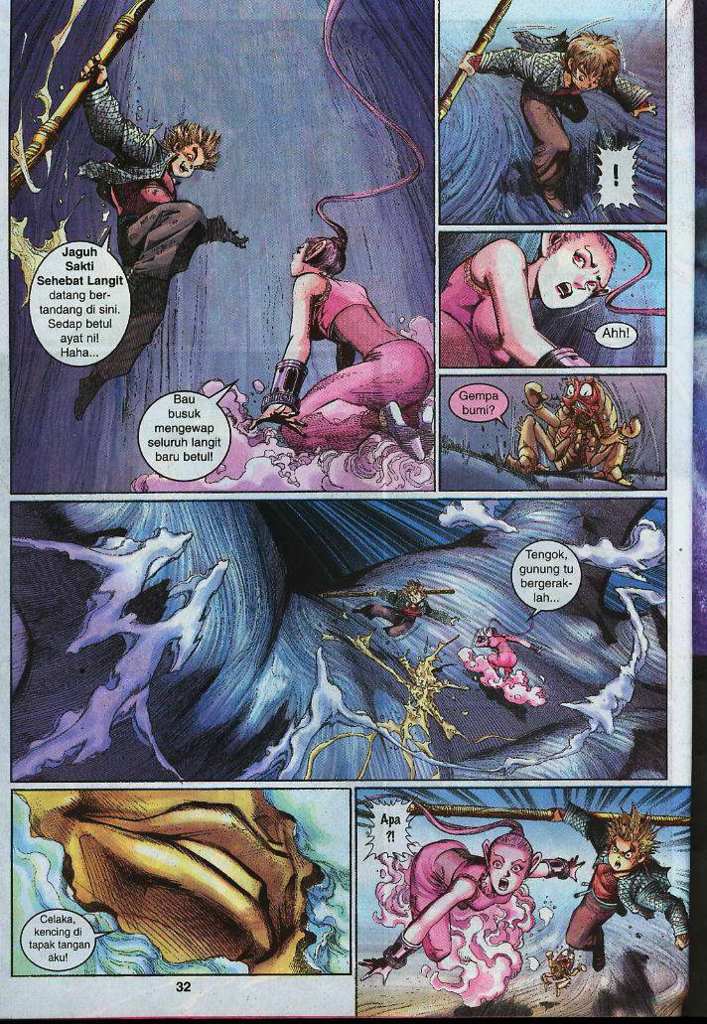 Jaguh
Sakti
Sehebat Langit
datang ber-
tandang di sini.
Sedap betul
ayat ni!
Haha...
Bau
busuk
mengewap
seluruh langit
baru betul!
!
Ahh!
Gempa
bumi?
Tengok,
gunung tu
bergerak-
lah...
Celaka,
kencing di
tapak tangan
aku!
Apa
?!
32